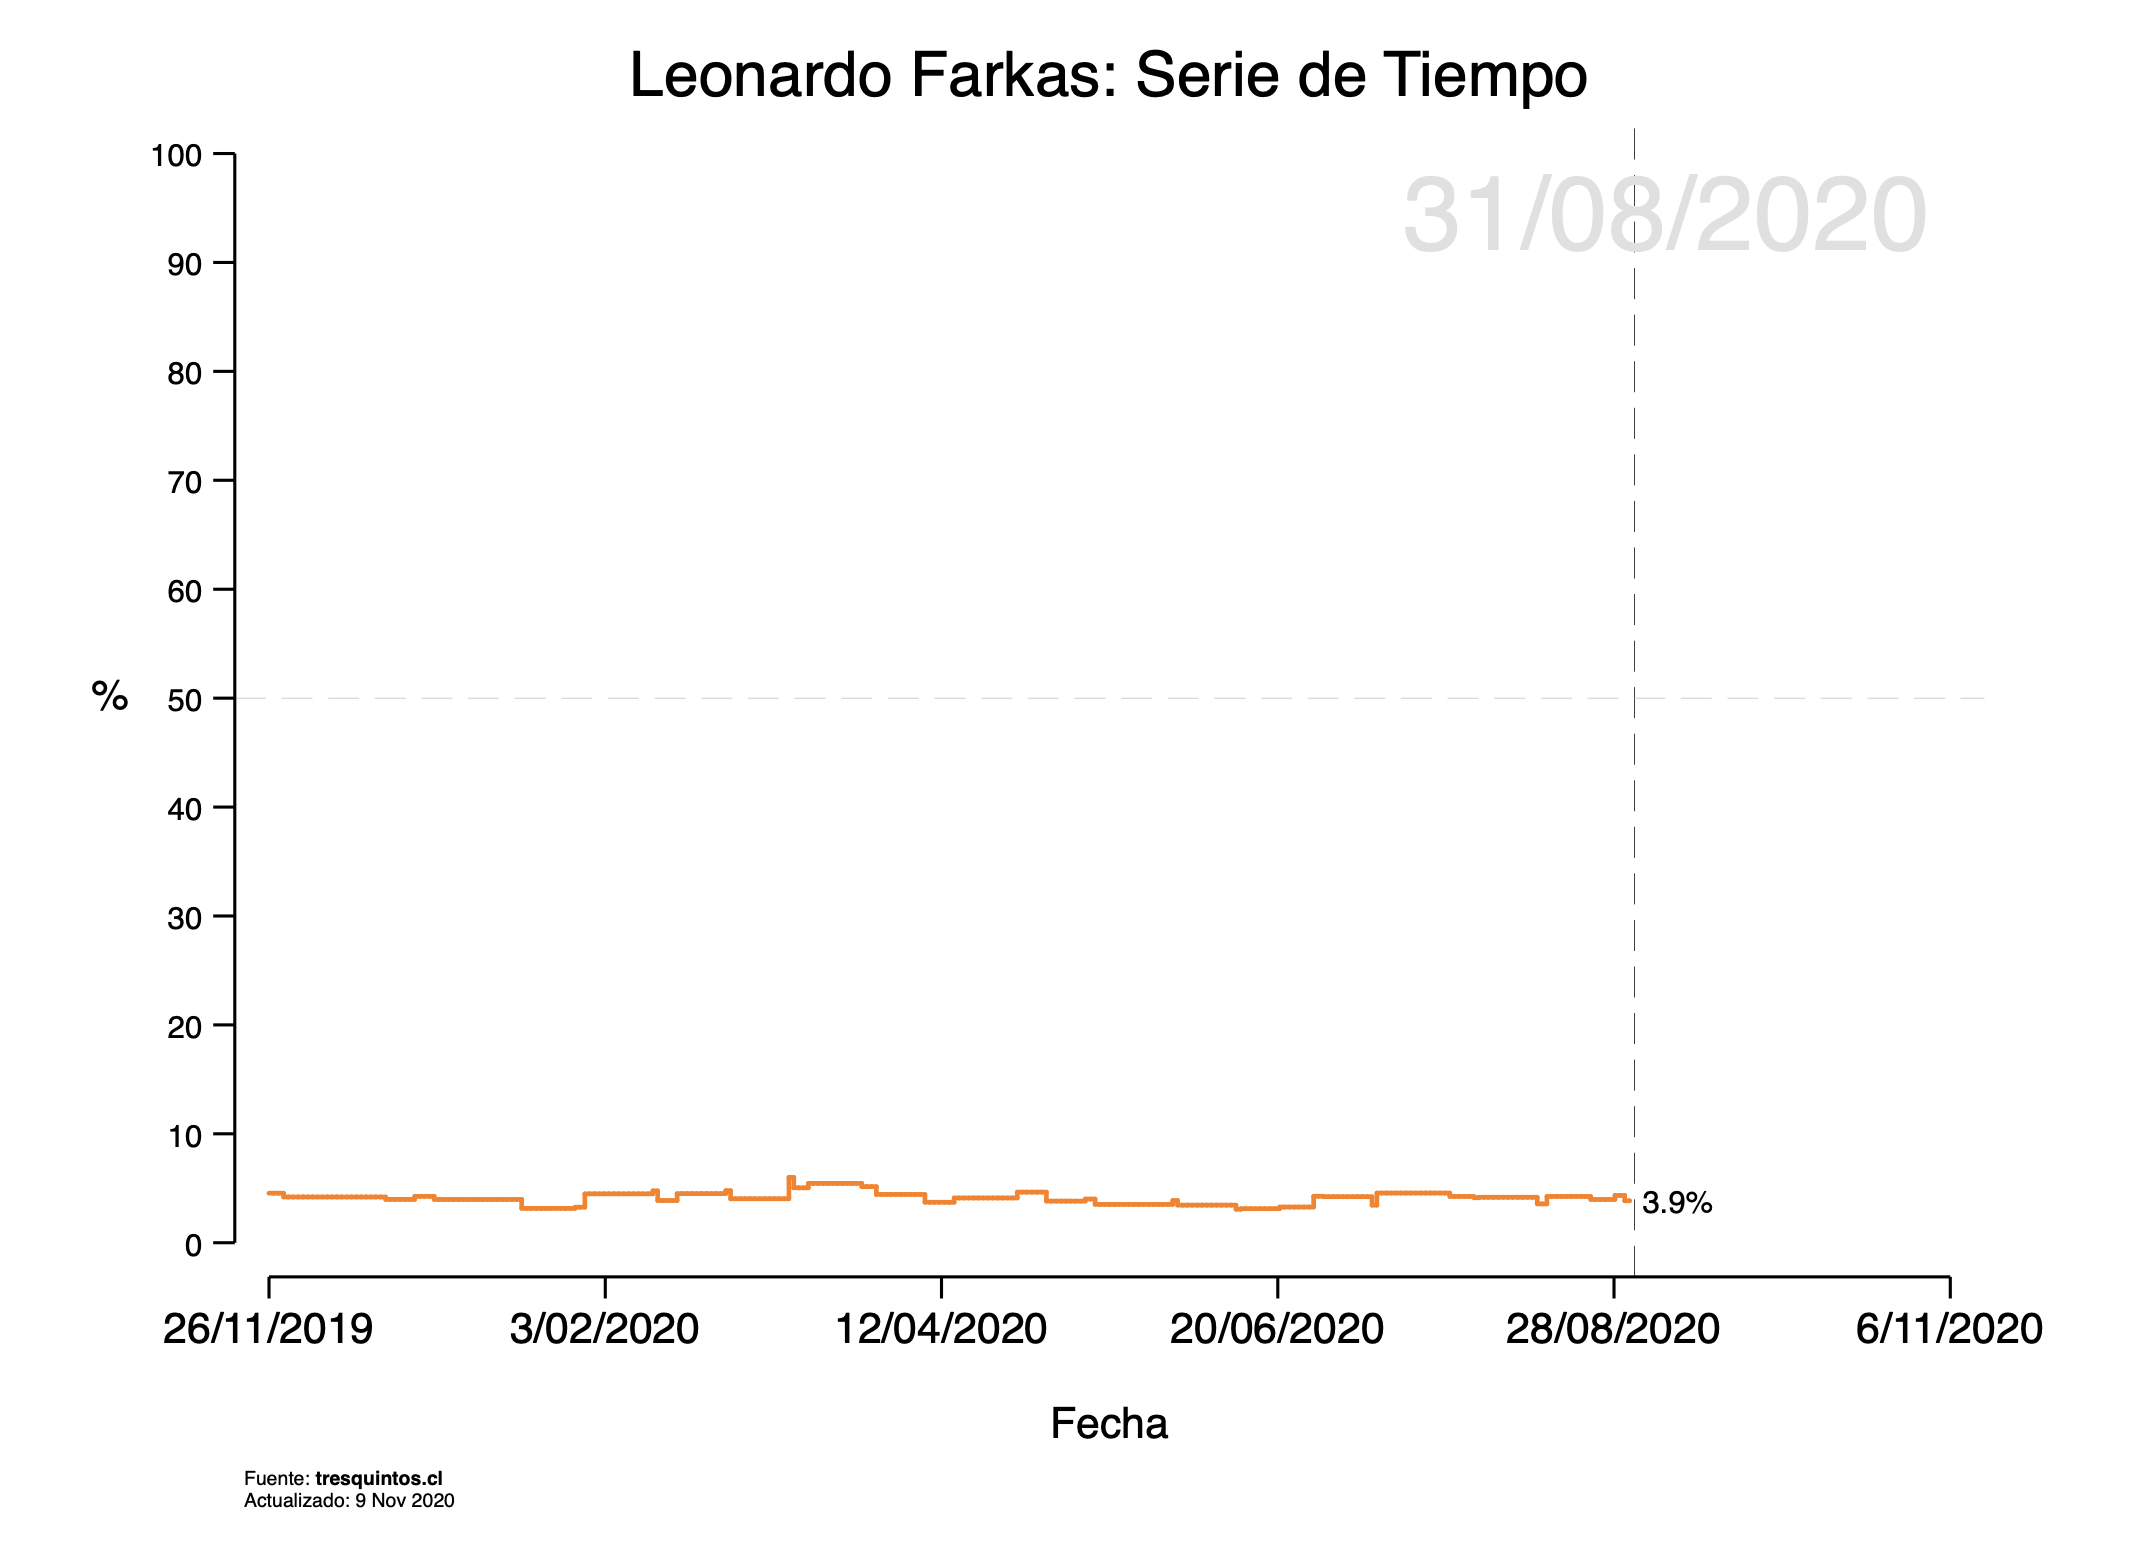 Leonardo Farkas: Serie de Tiempo
31/08/2020
100
90
80
70
60
50
40
30
20
10
0
%
3.9%
26/11/2019 3/02/2020 12/04/2020 20/06/2020 28/08/2020 6/11/2020
Fecha
Fuente: tresquintos.cl
Actualizado: 9 Nov 2020